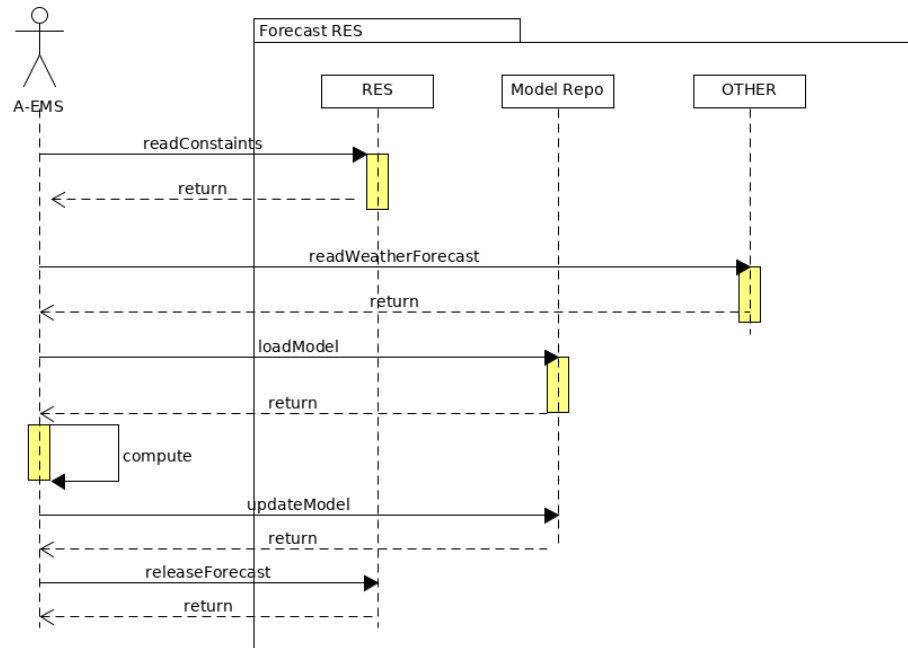 Forecast RES
RES
Model Repo
OTHER
A-EMS
readConstaints
return
readWeatherForecast
return
loadModel
return
compute
updateModel
return
releaseForecast
return